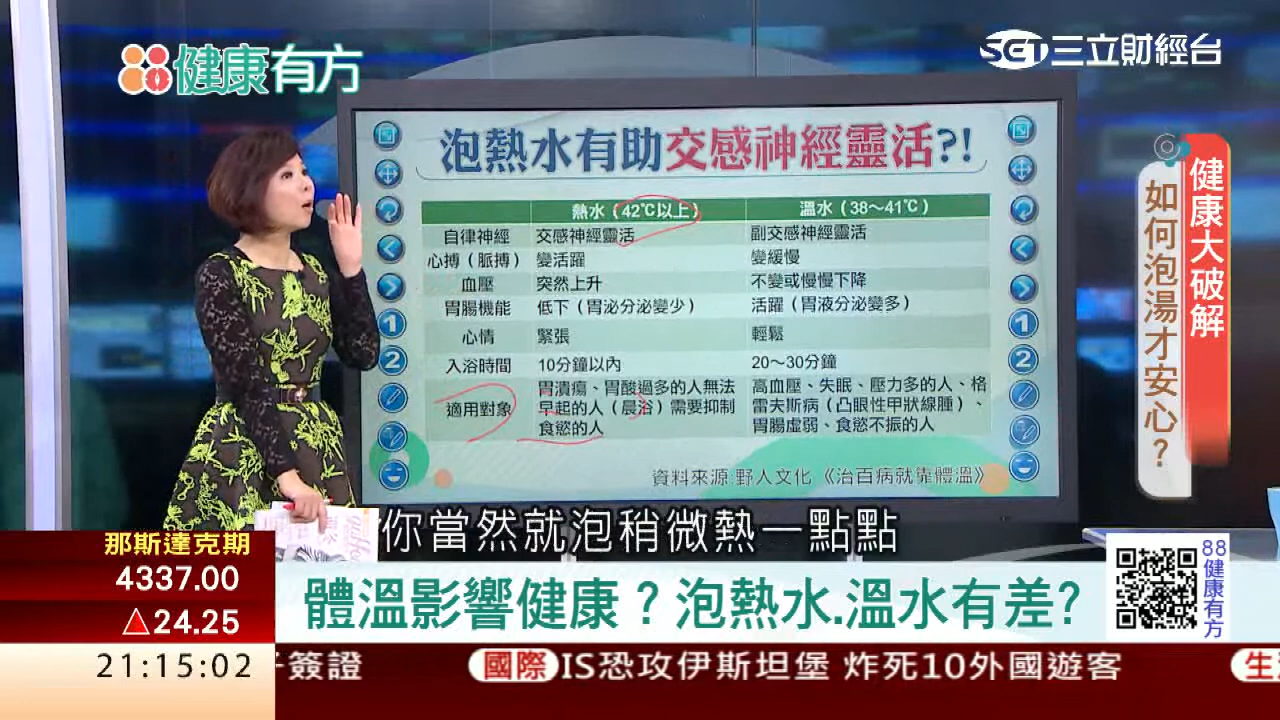 健康有方
SET三立財經台
泡熱水有助交感神經靈活?!
熱水（42℃以上） 溫水（38～41℃）
自律神經 交感神經靈活 副交感神經靈活
心搏（脈搏） 變活躍 變緩慢
血壓 突然上升 不變或慢慢下降
胃腸機能 低下（胃泌分泌變少） 活躍（胃液分泌變多）
心情 緊張 輕鬆
入浴時間 10分鐘以內 20～30分鐘
適用對象 胃潰瘍、胃酸過多的人無法早起的人（晨浴）需要抑制食慾的人 高血壓、失眠、壓力多的人、格雷夫斯病（凸眼性甲狀線腫）、胃腸虛弱、食慾不振的人
資料來源:野人文化 《治百病就靠體溫》
1
2
1
2
健康大破解
如何泡湯才安心？
你當然就泡稍微熱一點點
那斯達克期
4337.00
△24.25
體溫影響健康？泡熱水.溫水有差?
88健康有方
21:15:02
簽證 國際 IS恐攻伊斯坦堡 炸死10外國遊客